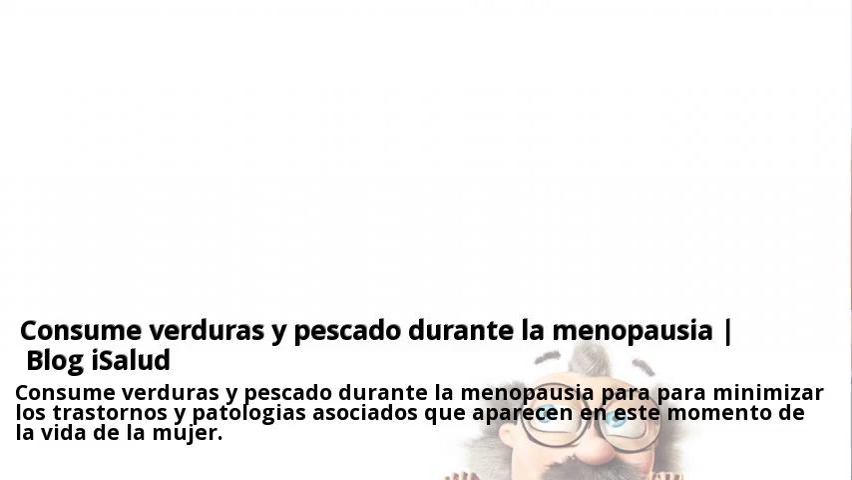 Consume verduras y pescado durante la menopausia |
Blog iSalud
Consume verduras y pescado durante la menopausia para para minimizar
los trastornos y patologias asociados que aparecen en este momento de
la vida de la mujer.